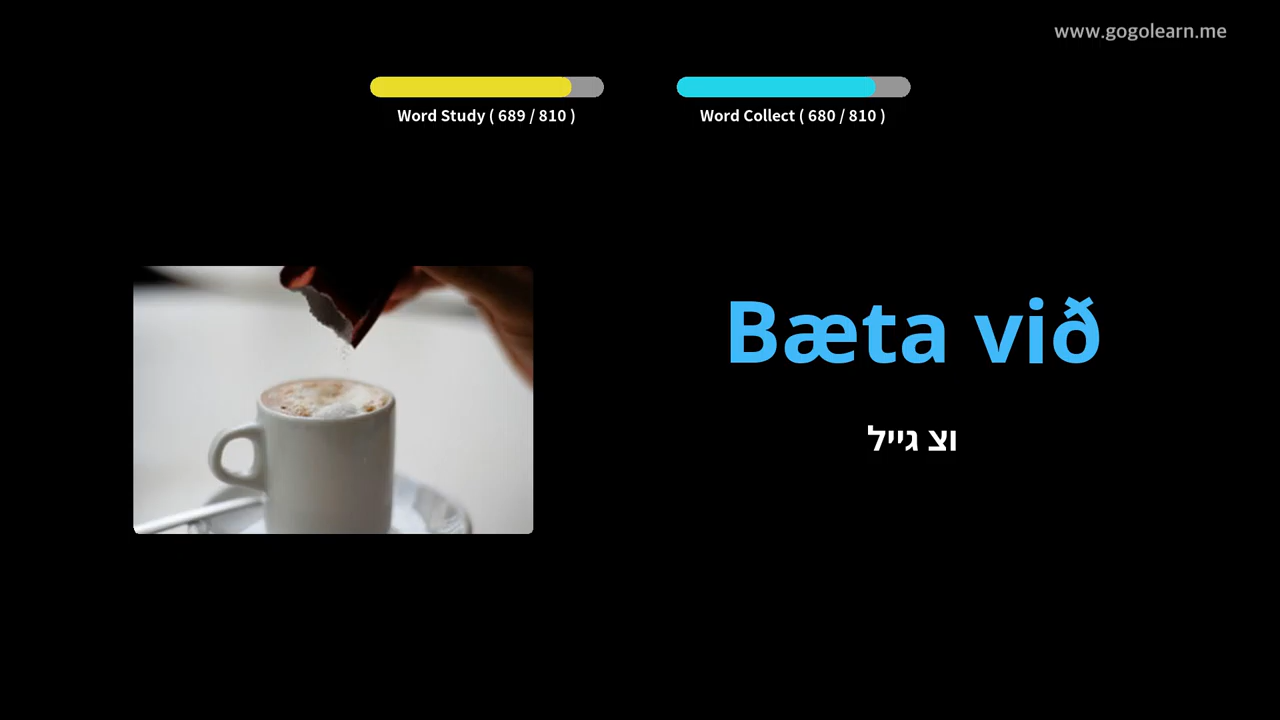 www.gogolearn.me
Word Study ( 689 / 810 )
Word Collect ( 680 / 810 )
Bæta við
וצ גייל